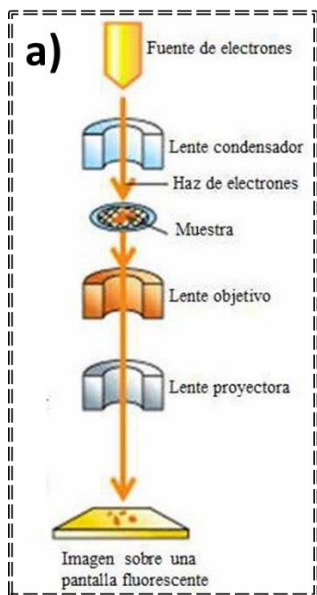 a)
Fuente de electrones
Lente condensador
Haz de electrones
Muestra
Lente objetivo
Lente proyectora
Imagen sobre una
pantalla fluorescente